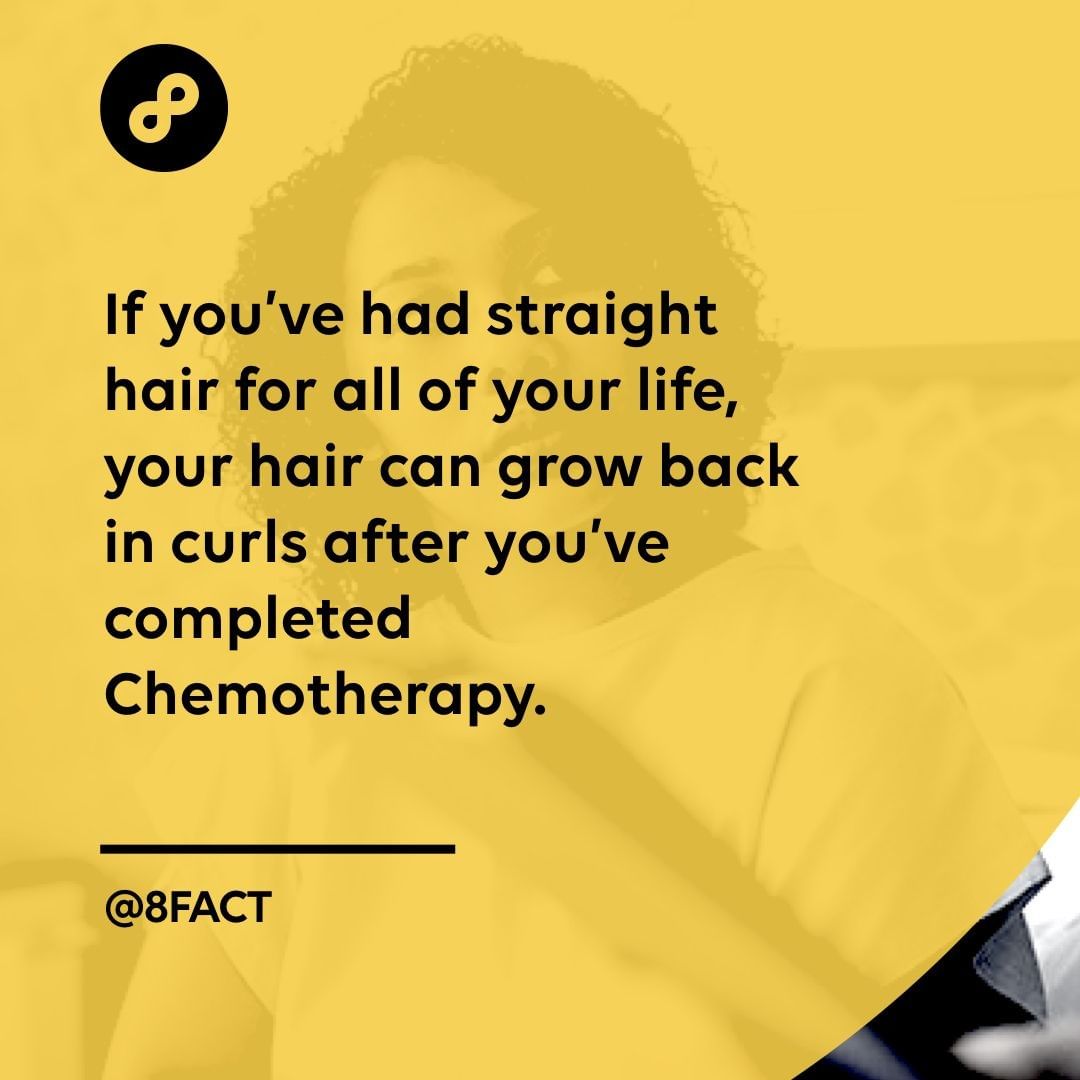 If you've had straight
hair for all of your life,
your hair can grow back
in curls after you've
completed
Chemotherapy.
@8FACT